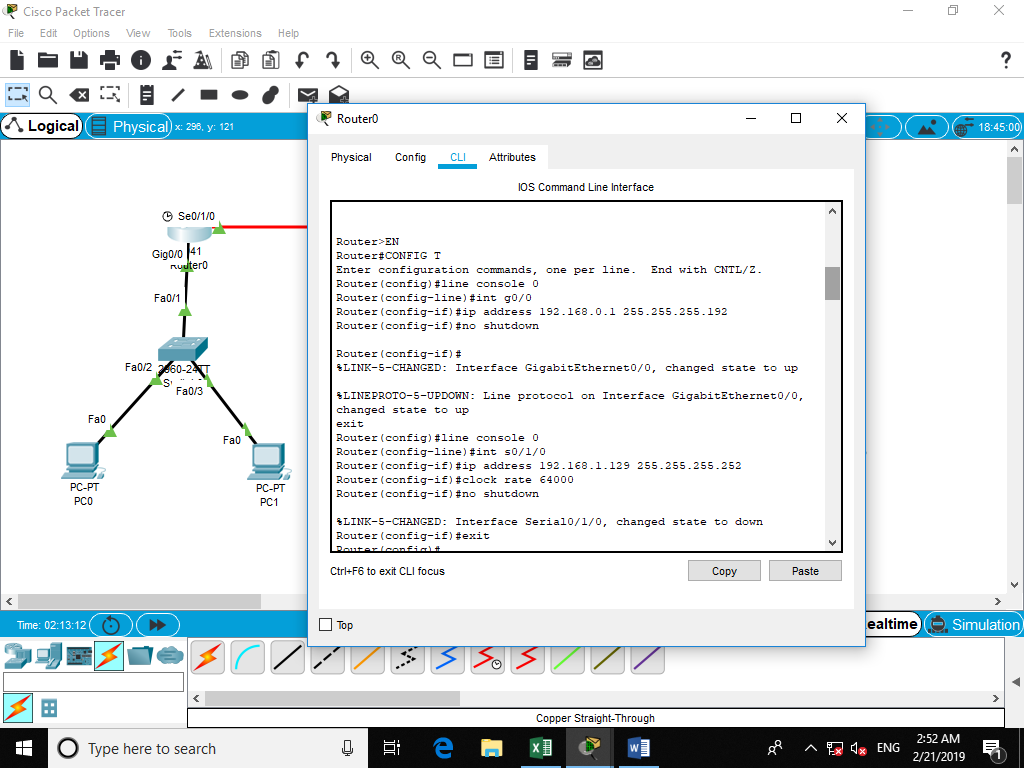 Cisco Packet Tracer
File Edit Options View Tools Extensions Help
?
Logical Physical x: 296, y: 121 18:45:00
Router0
Physical Config CLI Attributes
IOS Command Line Interface
Router>EN
Router#CONFIG T
Enter configuration commands, one per line. End with CNTL/Z.
Router(config)#line console 0
Router(config-line)#int g0/0
Router(config-if)#ip address 192.168.0.1 255.255.255.192
Router(config-if)#no shutdown
Router(config-if)#
%LINK-5-CHANGED: Interface GigabitEthernet0/0, changed state to up
%LINEPROTO-5-UPDOWN: Line protocol on Interface GigabitEthernet0/0,
changed state to up
exit
Router(config)#line console 0
Router(config-line)#int s0/1/0
Router(config-if)#ip address 192.168.1.129 255.255.255.252
Router(config-if)#clock rate 64000
Router(config-if)#no shutdown
%LINK-5-CHANGED: Interface Serial0/1/0, changed state to down
Router(config-if)#exit
Router(config)#
Ctrl+F6 to exit CLI focus
Copy Paste
Top
Se0/1/0
Gig0/0 41
Router0
Fa0/1
Fa0/2 2960-24TT
Fa0/3
Fa0
Fa0
PC-PT
PC0
PC-PT
PC1
Time: 02:13:12 ealtime Simulation
Copper Straight-Through
Type here to search
ENG
2:52 AM
2/21/2019
1